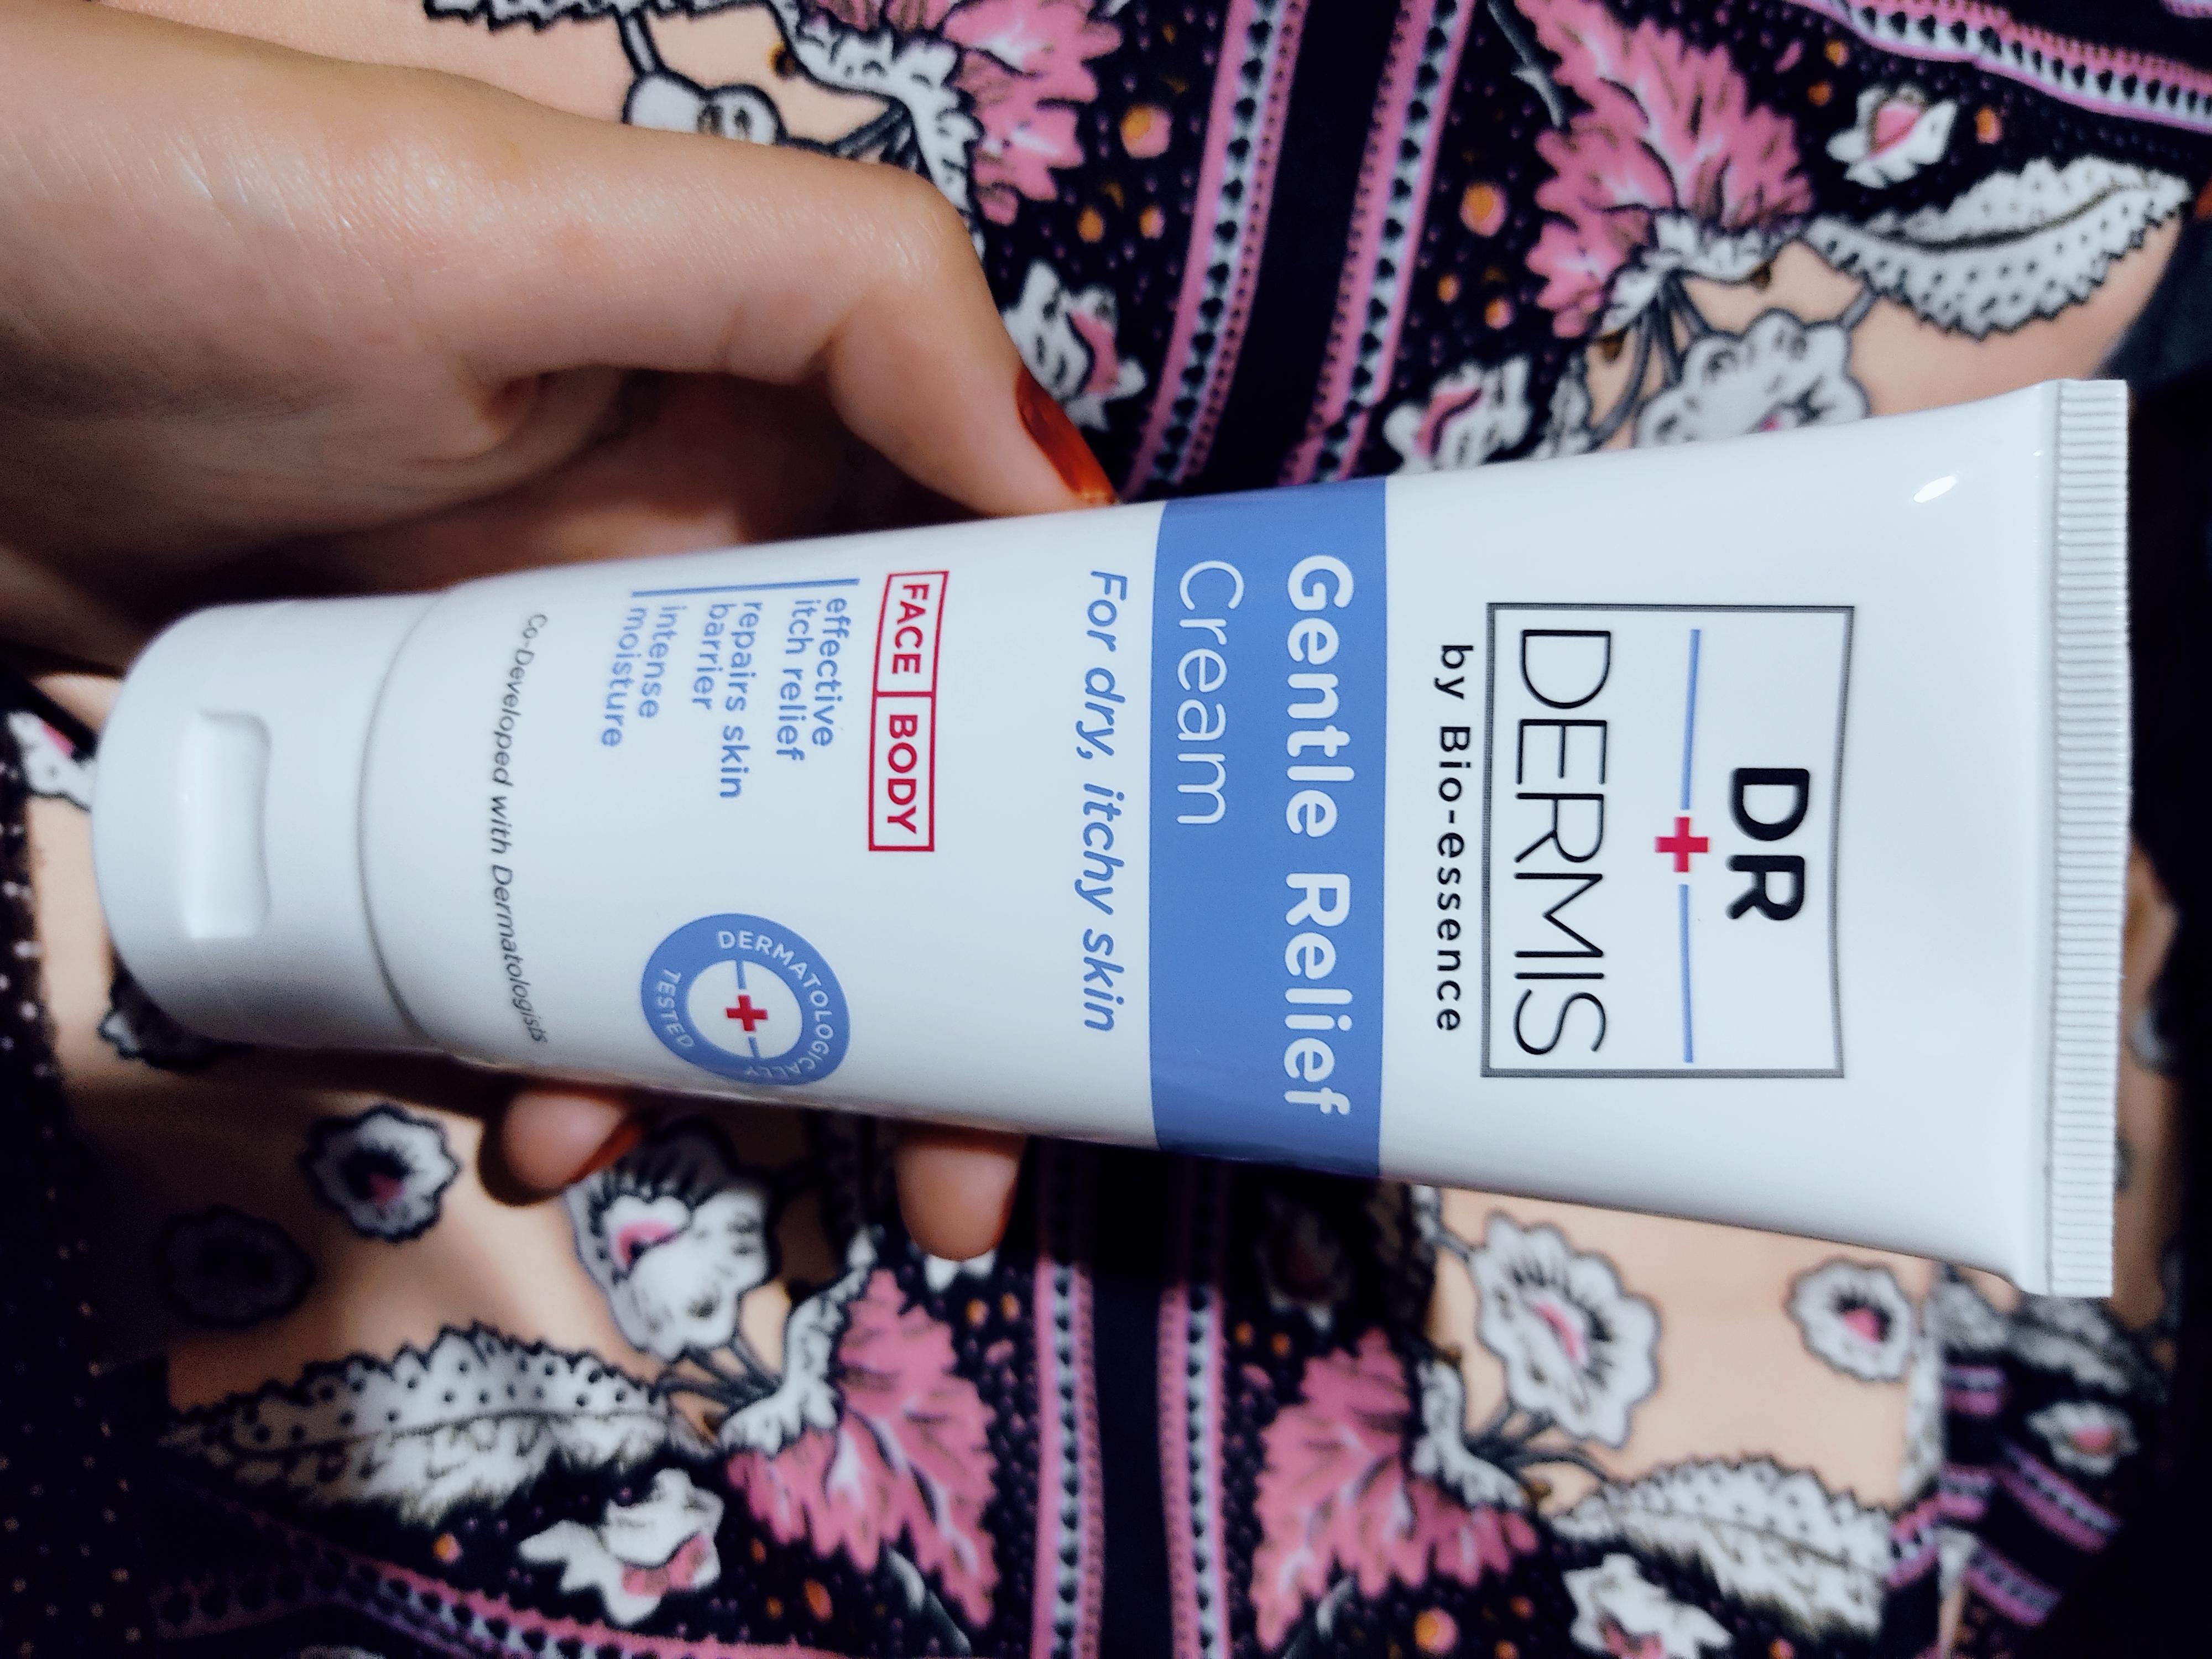 DR
DERMIS
by Bio-essence
Gentle Relief
Cream
For dry, itchy skin
FACE BODY
effective
itch relief
repairs skin
barrier
intense
moisture
DERMATOLOGICALLY
TESTED
Co-Developed with Dermatologists